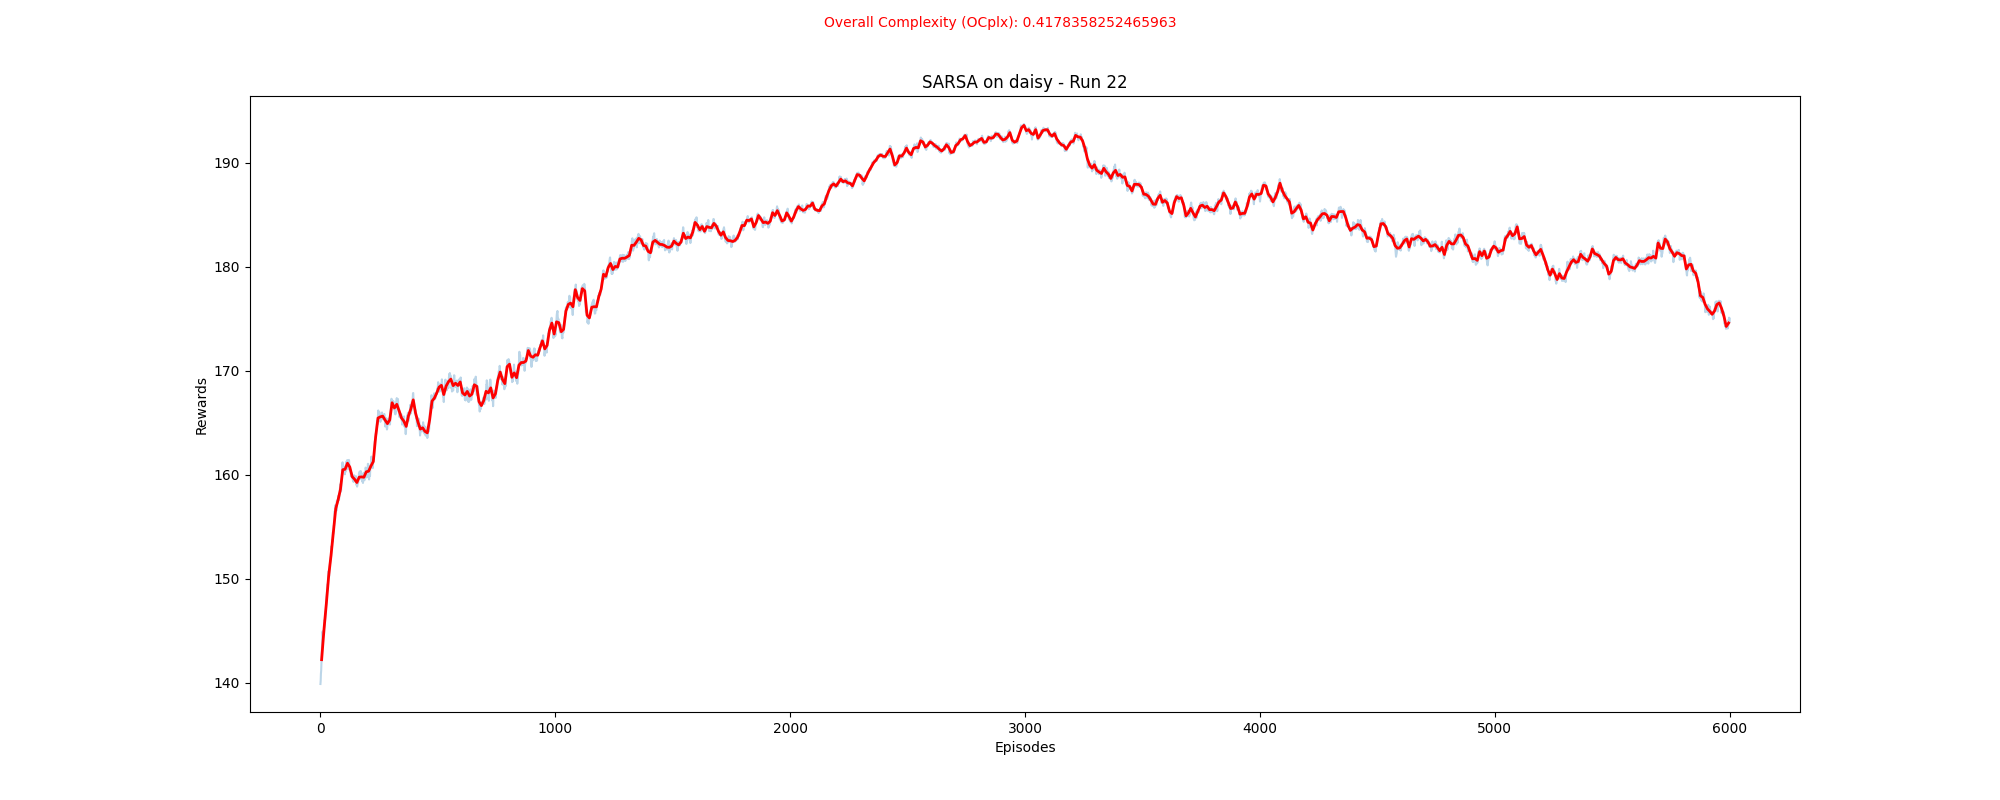 Overall Complexity (OCplx): 0.4178358252465963
SARSA on daisy - Run 22
Rewards
190
180
170
160
150
140
0 1000 2000 3000 4000 5000 6000
Episodes